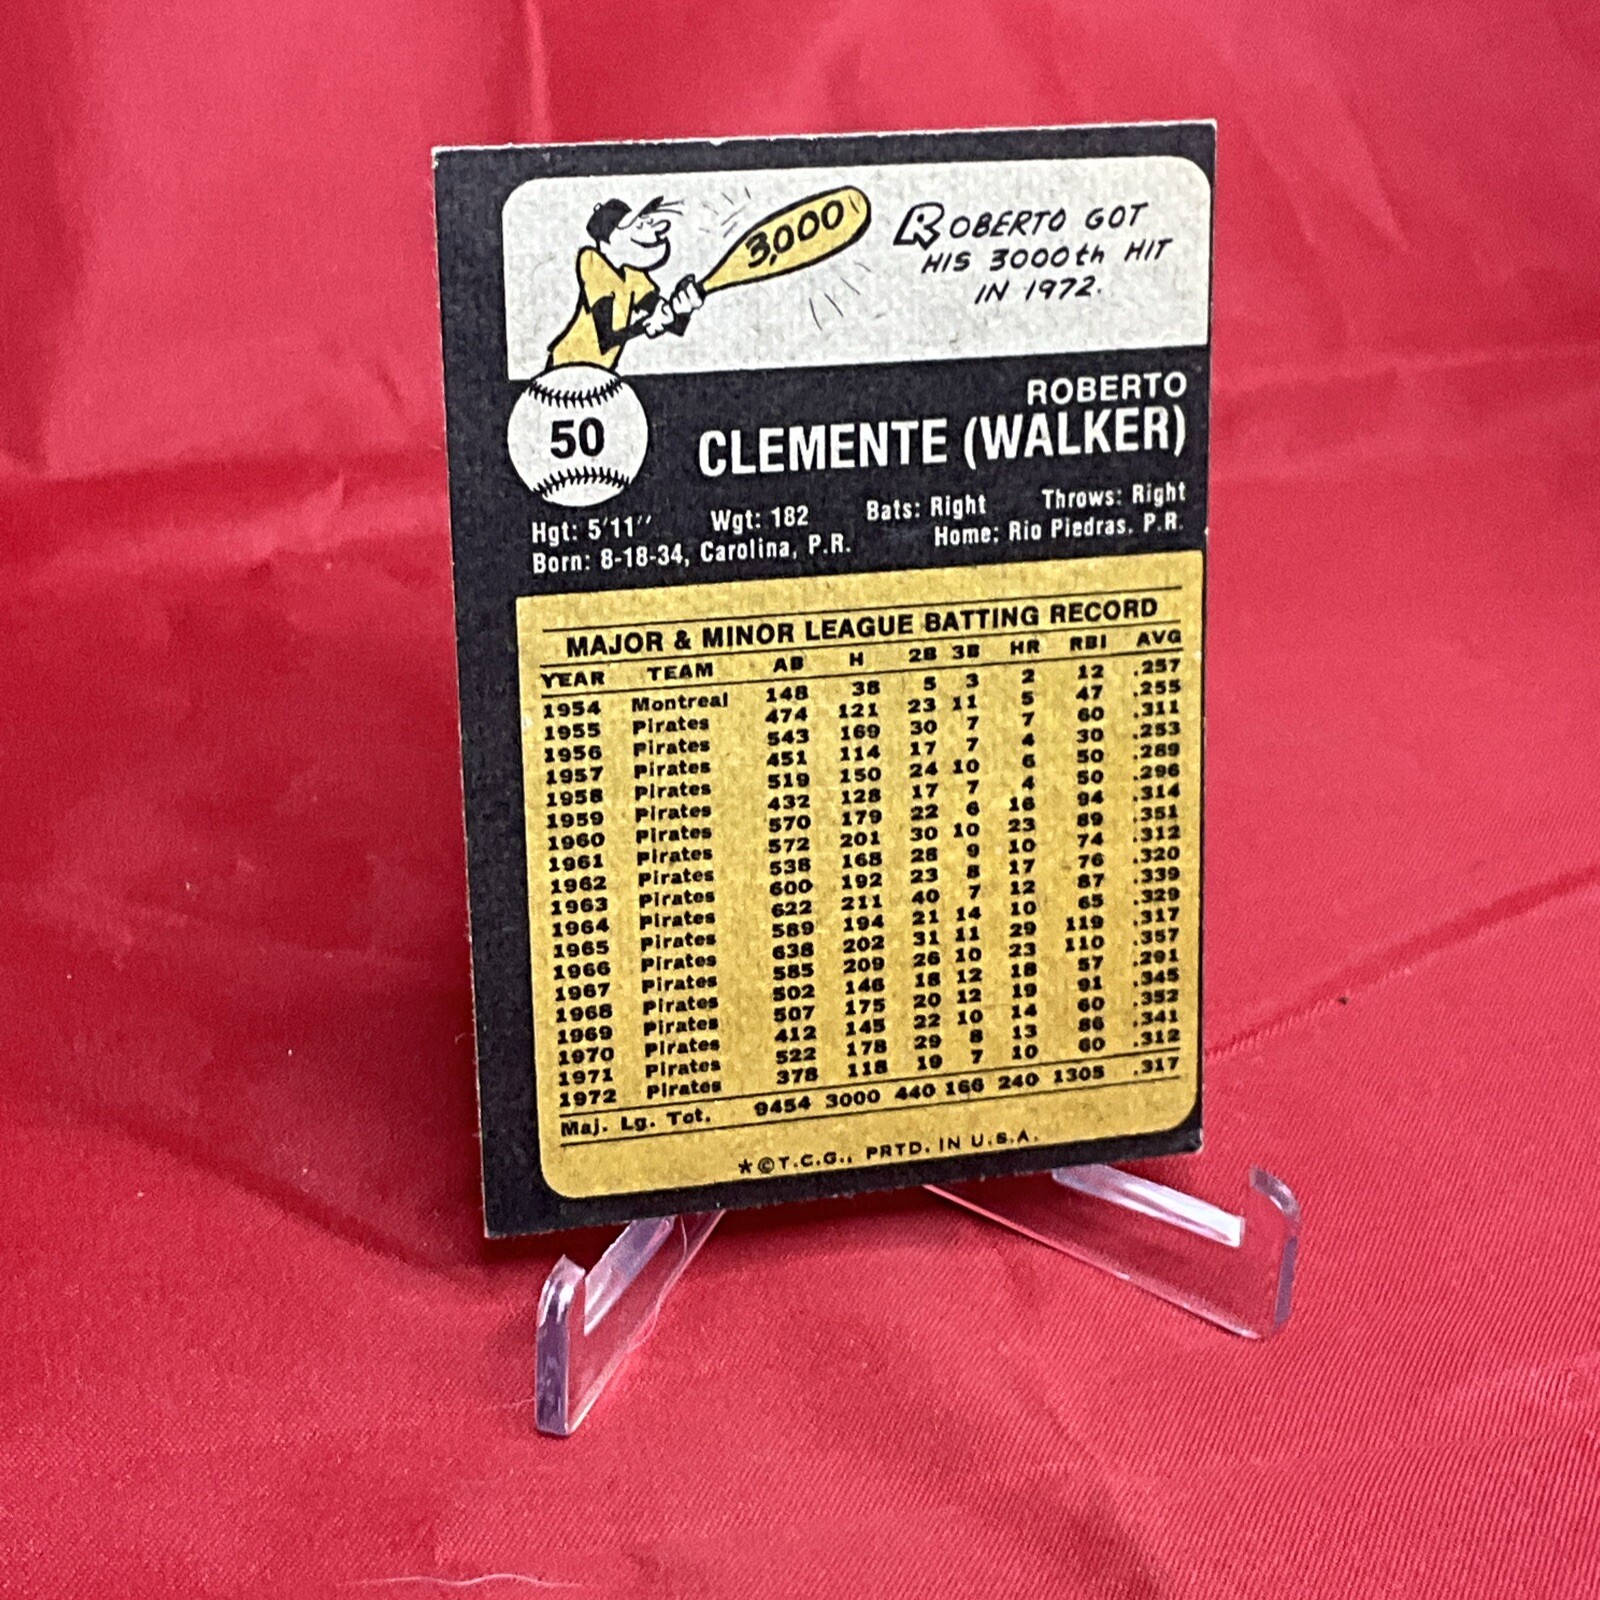 3,000
ROBERTO GOT
HIS 3000th HIT
IN 1972.
50
ROBERTO
CLEMENTE (WALKER)
Hgt: 5'11" Wgt: 182 Bats: Right Throws: Right
Born: 8-18-34, Carolina, P.R. Home: Rio Piedras, P.R.
MAJOR & MINOR LEAGUE BATTING RECORD
YEAR TEAM AB H 2B 3B HR RBI AVG
1954 Montreal 148 38 5 3 2 12 .257
1955 Pirates 474 121 23 11 5 47 .255
1956 Pirates 543 169 30 7 7 60 .311
1957 Pirates 451 114 17 7 4 30 .253
1958 Pirates 519 150 24 10 6 50 .289
1959 Pirates 432 128 17 7 4 50 .296
1960 Pirates 570 179 22 6 16 94 .314
1961 Pirates 572 201 30 10 23 89 .351
1962 Pirates 538 168 28 9 10 74 .312
1963 Pirates 600 192 23 8 17 76 .320
1964 Pirates 622 211 40 7 12 87 .339
1965 Pirates 589 194 21 14 10 65 .329
1966 Pirates 638 202 31 11 29 119 .317
1967 Pirates 585 209 26 10 23 110 .357
1968 Pirates 502 146 18 12 18 57 .291
1969 Pirates 507 175 20 12 19 91 .345
1970 Pirates 412 145 22 10 14 60 .352
1971 Pirates 522 178 29 8 13 86 .341
1972 Pirates 378 118 19 7 10 60 .312
Maj. Lg. Tot. 9454 3000 440 166 240 1305 .317
★©T.C.G., PRTD. IN U.S.A.